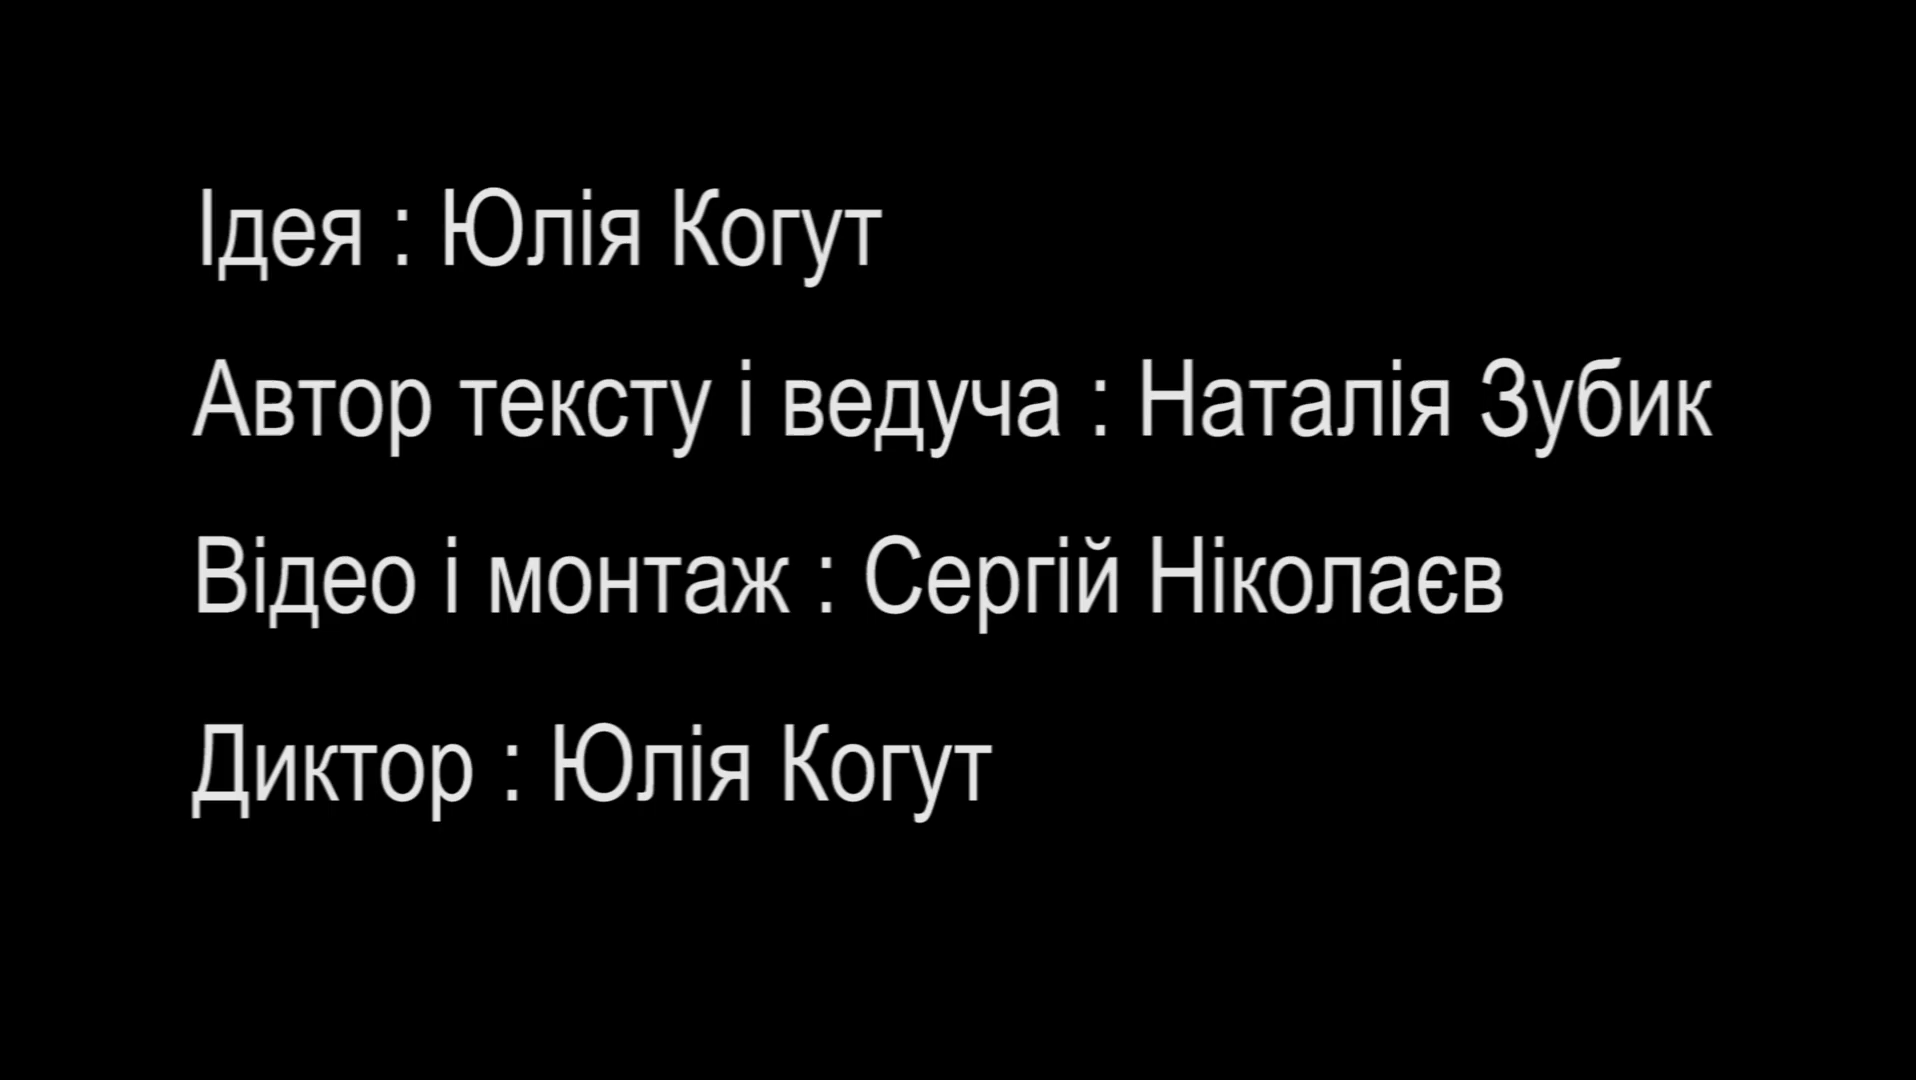 Ідея : Юлія Когут
Автор тексту і ведуча : Наталія Зубик
Відео і монтаж : Сергій Ніколаєв
Диктор : Юлія Когут